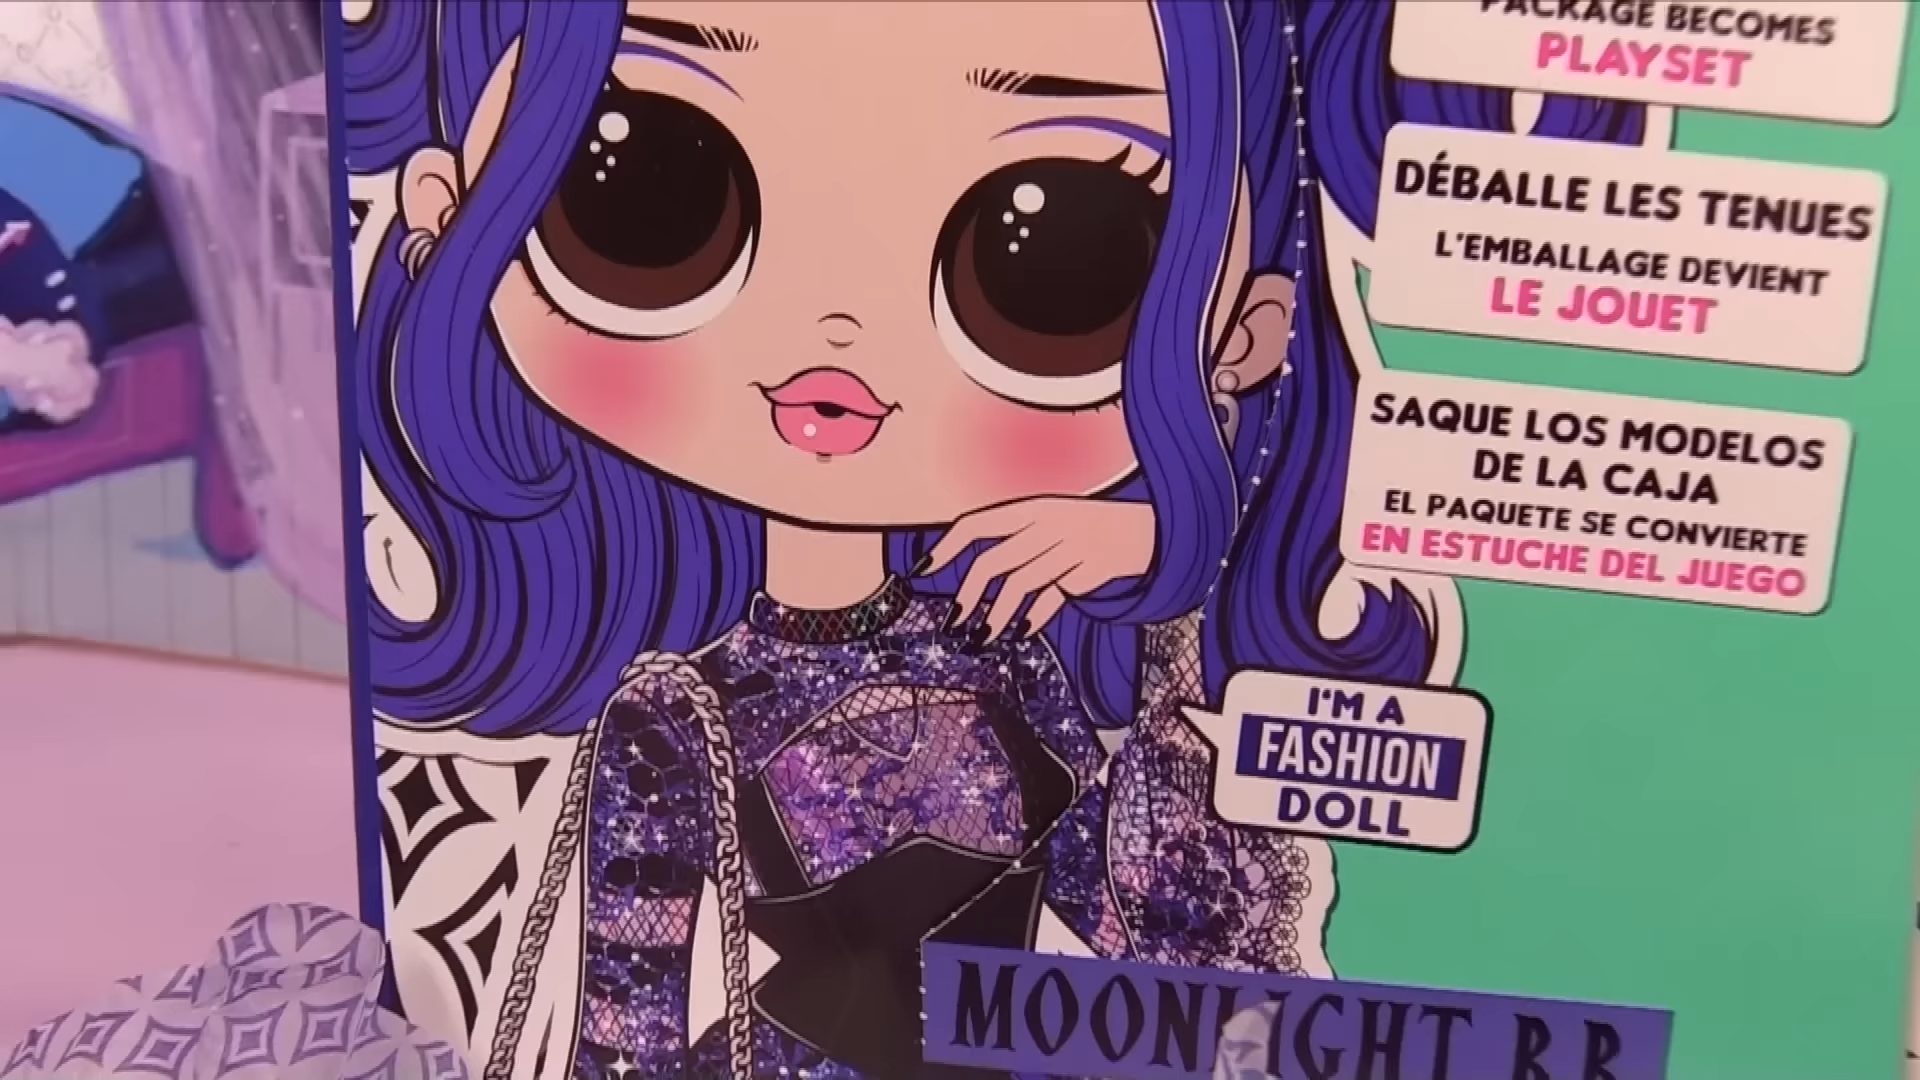 PACKAGE BECOMES
PLAYSET
DÉBALLE LES TENUES
L'EMBALLAGE DEVIENT
LE JOUET
SAQUE LOS MODELOS
DE LA CAJA
EL PAQUETE SE CONVIERTE
EN ESTUCHE DEL JUEGO
I'M A
FASHION
DOLL
MOONLIGHT B.B.